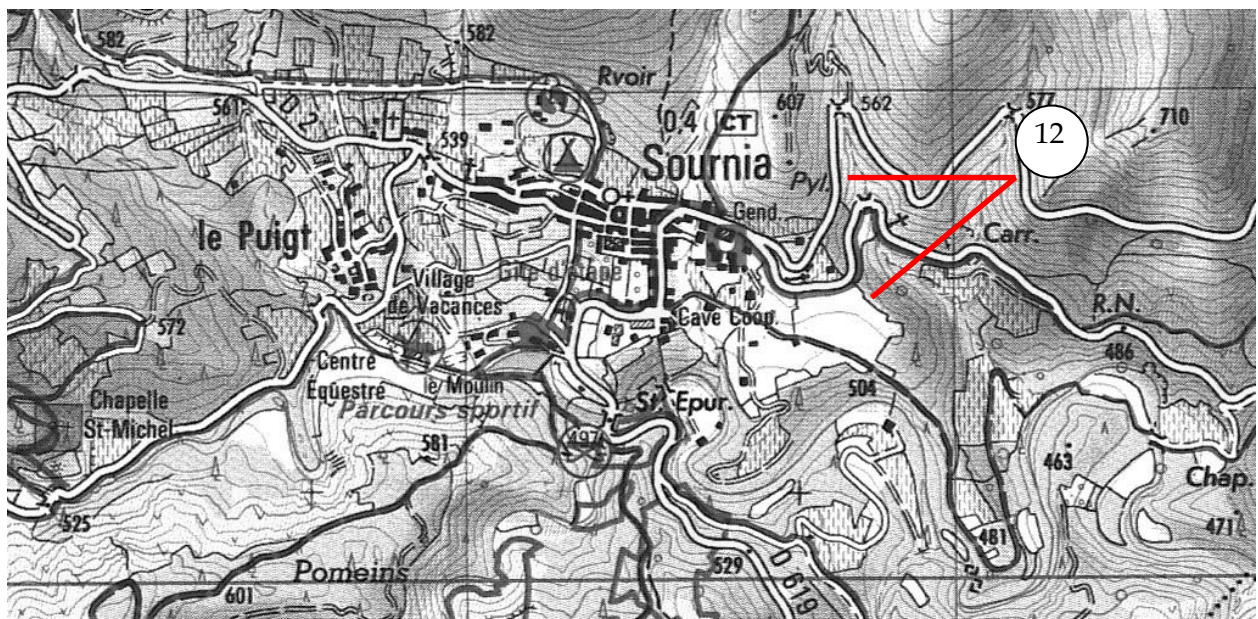 582
582
Rvoir
561
D 2
607
562
577
12
710
(0,4
CT
539
Sournia
Pyl.
le Puigt
Gend.
Carr.
Gîte d'étape
Village
de Vacances
R.N.
572
Cave Coop.
486
Centre
Equestre
le Moulin
504
Chapelle
St-Michel
Parcours sportif
St. Epur.
581
497
463
Chap.
525
471
481
529
Pomeins
D 619
601